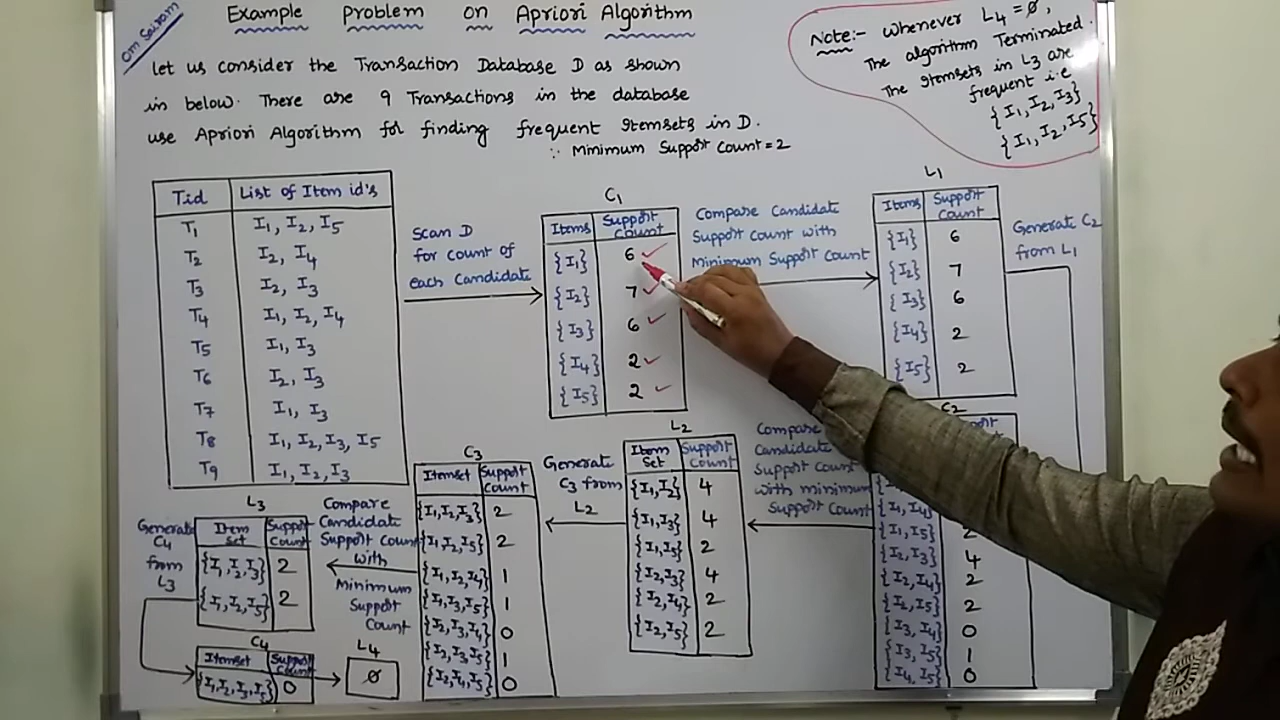 Om Sairam
Example Problem on Apriori Algorithm
Let us consider the Transaction Database D as shown
in below. There are 9 Transactions in the database
use Apriori Algorithm for finding frequent Itemsets in D.
∵ Minimum Support Count = 2
Note:- Whenever L4 = Ø,
The algorithm Terminated.
The Itemsets in L3 are
frequent i.e
{I1, I2, I3}
{I1, I2, I5}
Tid List of Item id's
T1 I1, I2, I5
T2 I2, I4
T3 I2, I3
T4 I1, I2, I4
T5 I1, I3
T6 I2, I3
T7 I1, I3
T8 I1, I2, I3, I5
T9 I1, I2, I3
Scan D
for count of
each Candidate
C1
Items Support Count
{I1} 6 ✓
{I2} 7 ✓
{I3} 6 ✓
{I4} 2 ✓
{I5} 2 ✓
Compare Candidate
Support Count with
Minimum Support Count
L1
Items Support Count
{I1} 6
{I2} 7
{I3} 6
{I4} 2
{I5} 2
Generate C2
from L1
C2
{I1, I4}
{I1, I5} 2
{I2, I3} 4
{I2, I4} 2
{I2, I5} 2
{I3, I4} 0
{I3, I5} 1
{I4, I5} 0
Compare
Candidate
Support Count
with minimum
Support Count
L2
Item Set Support Count
{I1, I2} 4
{I1, I3} 4
{I1, I5} 2
{I2, I3} 4
{I2, I4} 2
{I2, I5} 2
Generate
C3 from
L2
C3
Itemset Support Count
{I1, I2, I3} 2
{I1, I2, I5} 2
{I1, I2, I4} 1
{I1, I3, I5} 1
{I2, I3, I4} 0
{I2, I3, I5} 1
{I2, I4, I5} 0
Compare
Candidate
Support Count
with
Minimum
Support
Count
L3
Item set Support Count
{I1, I2, I3} 2
{I1, I2, I5} 2
Generate
C4
from
L3
C4
Itemset Support Count
{I1, I2, I3, I5} 0
L4
Ø